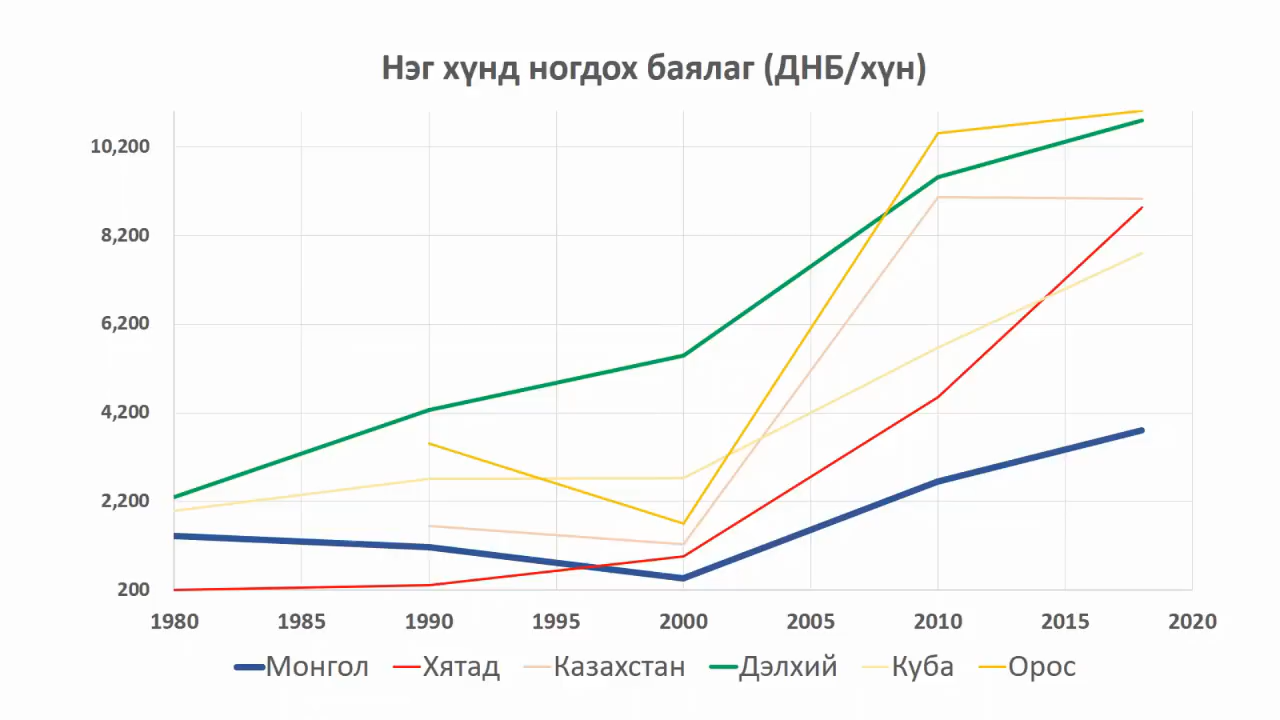 Нэг хүнд ногдох баялаг (ДНБ/хүн)
10,200
8,200
6,200
4,200
2,200
200
1980 1985 1990 1995 2000 2005 2010 2015 2020
Монгол Хятад Казахстан Дэлхий Куба Орос